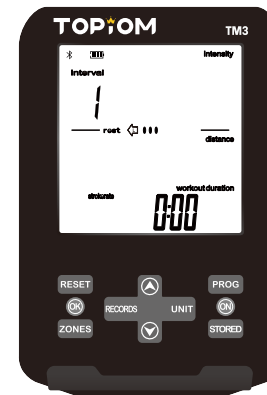 TOPIOM
TM3
Intensity
Interval
1
rest
distance
strokerate
workout duration
0:00
RESET
PROG
OK
RECORDS
UNIT
ON
ZONES
STORED